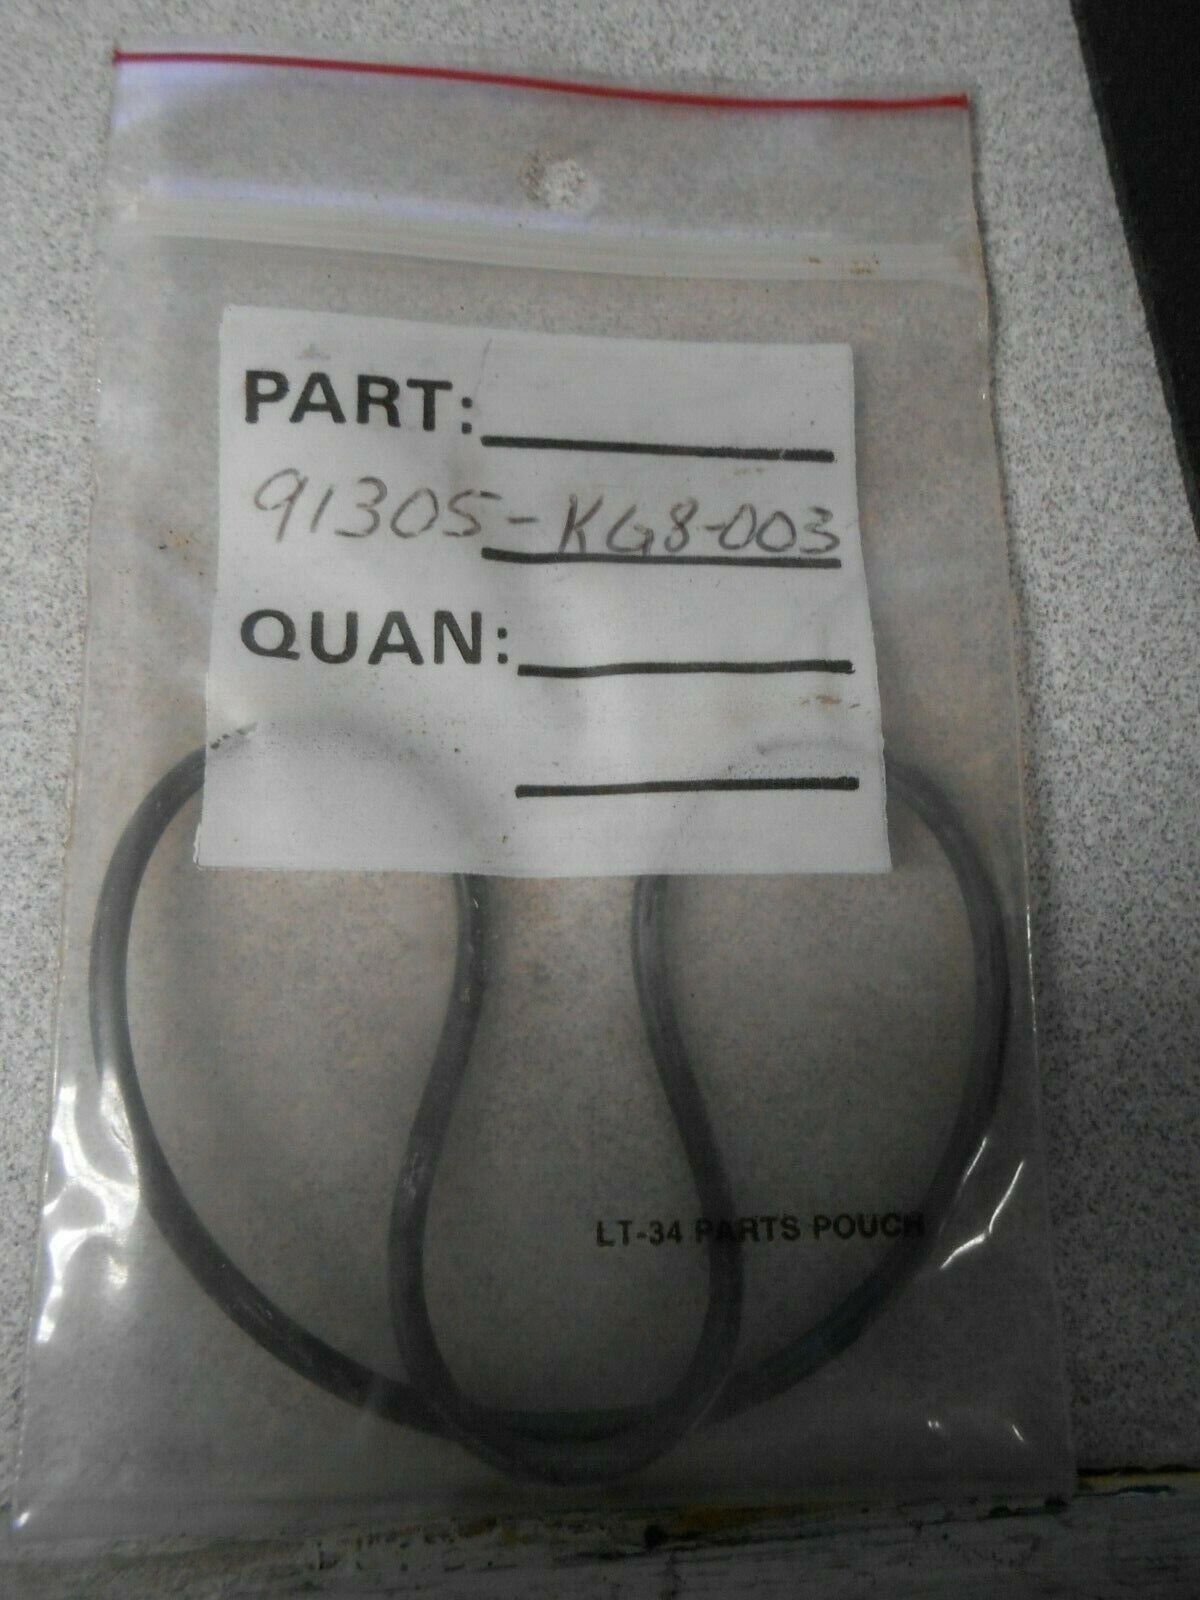 PART:
91305-KG8-003
QUAN:
LT-34 PARTS POUCH